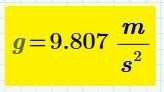 g = 9.807 m/s²